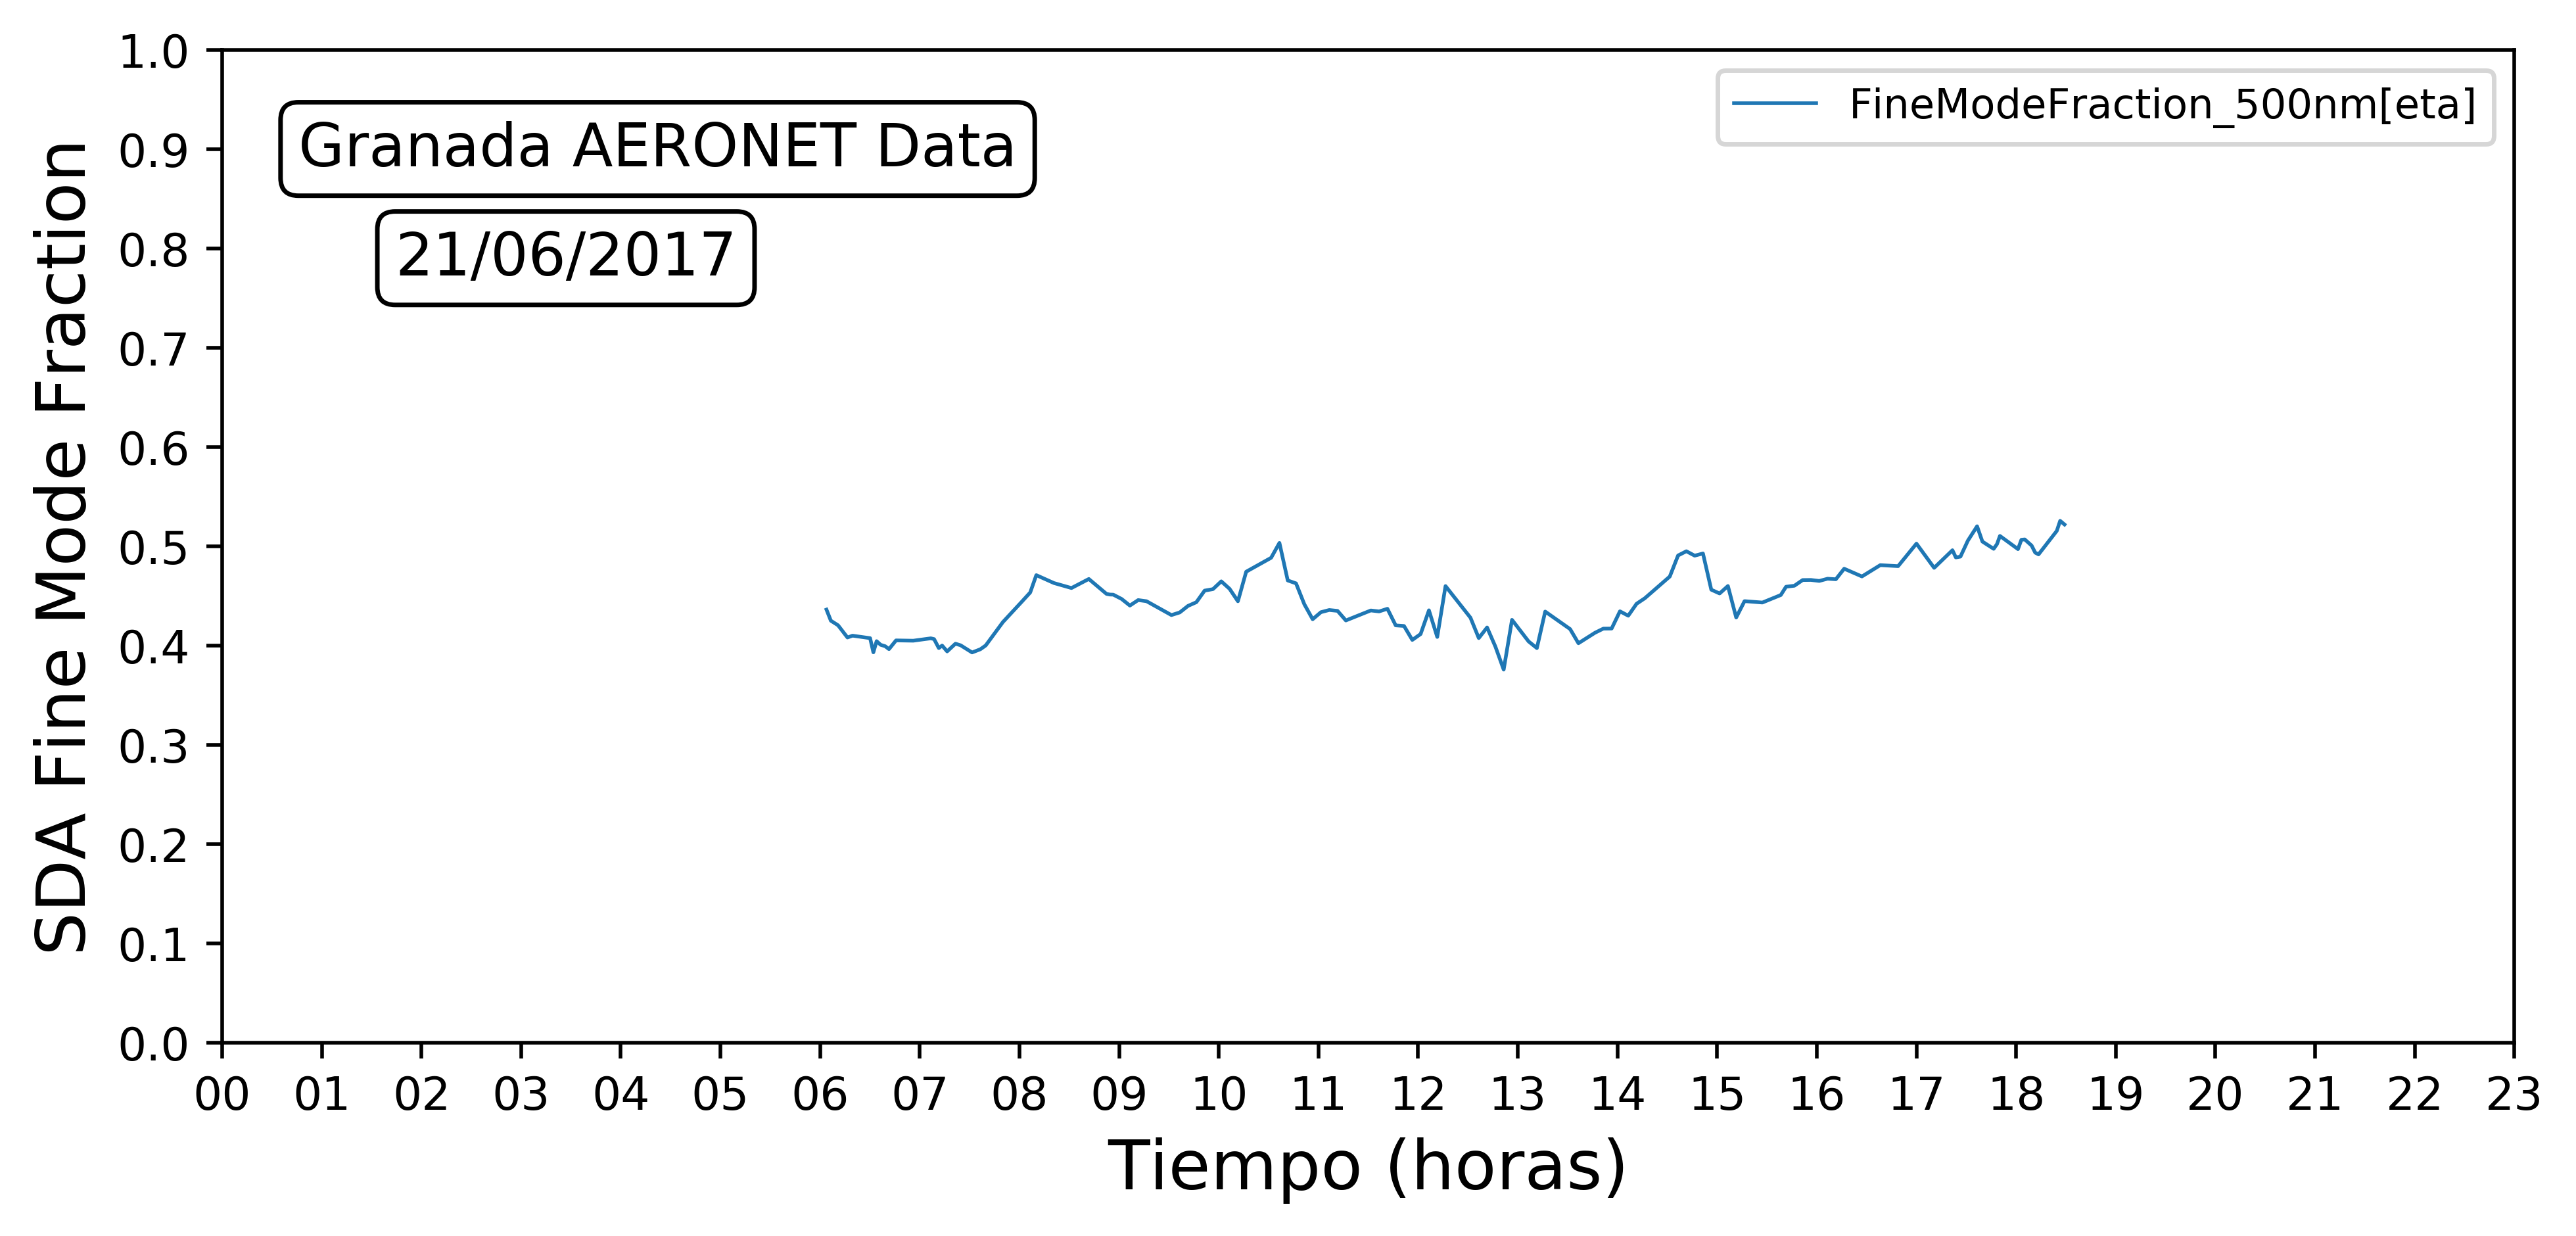 1.0
0.9
0.8
0.7
0.6
0.5
0.4
0.3
0.2
0.1
0.0
SDA Fine Mode Fraction
Granada AERONET Data
21/06/2017
FineModeFraction_500nm[eta]
00 01 02 03 04 05 06 07 08 09 10 11 12 13 14 15 16 17 18 19 20 21 22 23
Tiempo (horas)